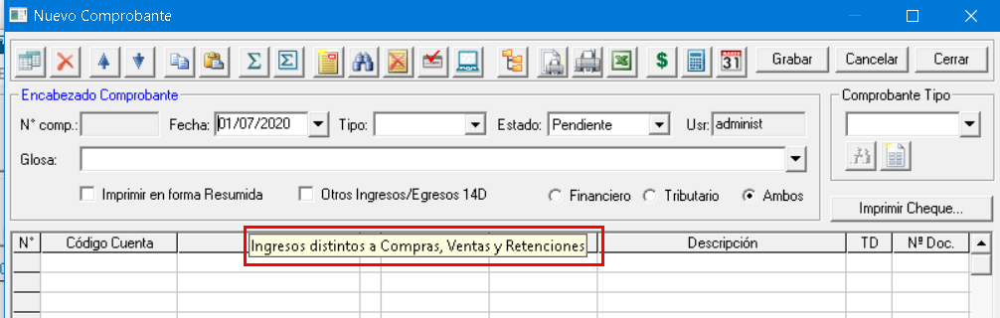 Nuevo Comprobante
Σ Σ $ 31 Grabar Cancelar Cerrar
Encabezado Comprobante
Comprobante Tipo
N° comp.: Fecha: 01/07/2020 Tipo: Estado: Pendiente Usr: administ
Glosa:
Imprimir en forma Resumida Otros Ingresos/Egresos 14D Financiero Tributario Ambos
Imprimir Cheque...
N° Código Cuenta Descripción TD Nº Doc.
Ingresos distintos a Compras, Ventas y Retenciones